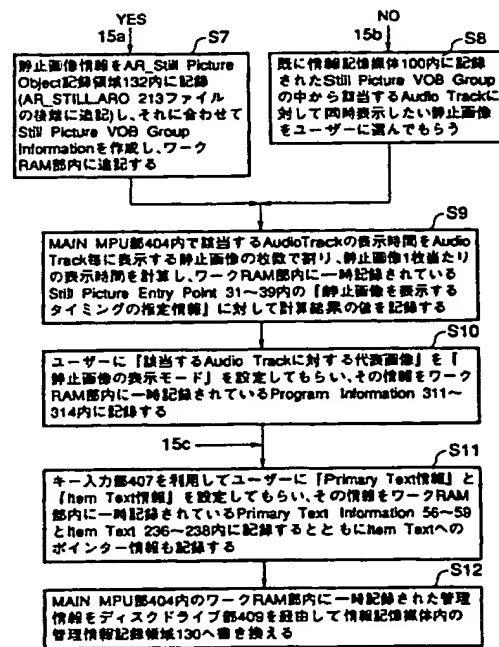 YES
15a
S7
静止画像情報をAR_Still Picture
Object記録領域132内に記録
(AR_STILL.ARO 213ファイル
の後端に追記)し、それに合わせて
Still Picture VOB Group
Informationを作成し、ワーク
RAM部内に追記する
NO
15b
S8
既に情報記憶媒体100内に記録
されたStill Picture VOB Group
の中から該当するAudio Trackに
対して同時表示したい静止画像
をユーザーに選んでもらう
S9
MAIN MPU部404内で該当するAudioTrackの表示時間をAudio
Track毎に表示する静止画像の枚数で割り、静止画像1枚当たり
の表示時間を計算し、ワークRAM部内に一時記録されている
Still Picture Entry Point 31〜39内の『静止画像を表示する
タイミングの指定情報』に対して計算結果の値を記録する
S10
ユーザーに『該当するAudio Trackに対する代表画像』を『
静止画像の表示モード』を設定してもらい、その情報をワーク
RAM部内に一時記録されているProgram Information 311〜
314内に記録する
15c
S11
キー入力部407を利用してユーザーに『Primary Text情報』と
『Item Text情報』を設定してもらい、その情報をワークRAM
部内に一時記録されているPrimary Text Information 56〜59
とItem Text 236〜238内に記録するとともにItem Textへの
ポインター情報も記録する
S12
MAIN MPU部404内のワークRAM部内に一時記録された管理
情報をディスクドライブ部409を経由して情報記憶媒体内の
管理情報記録領域130へ書き換える